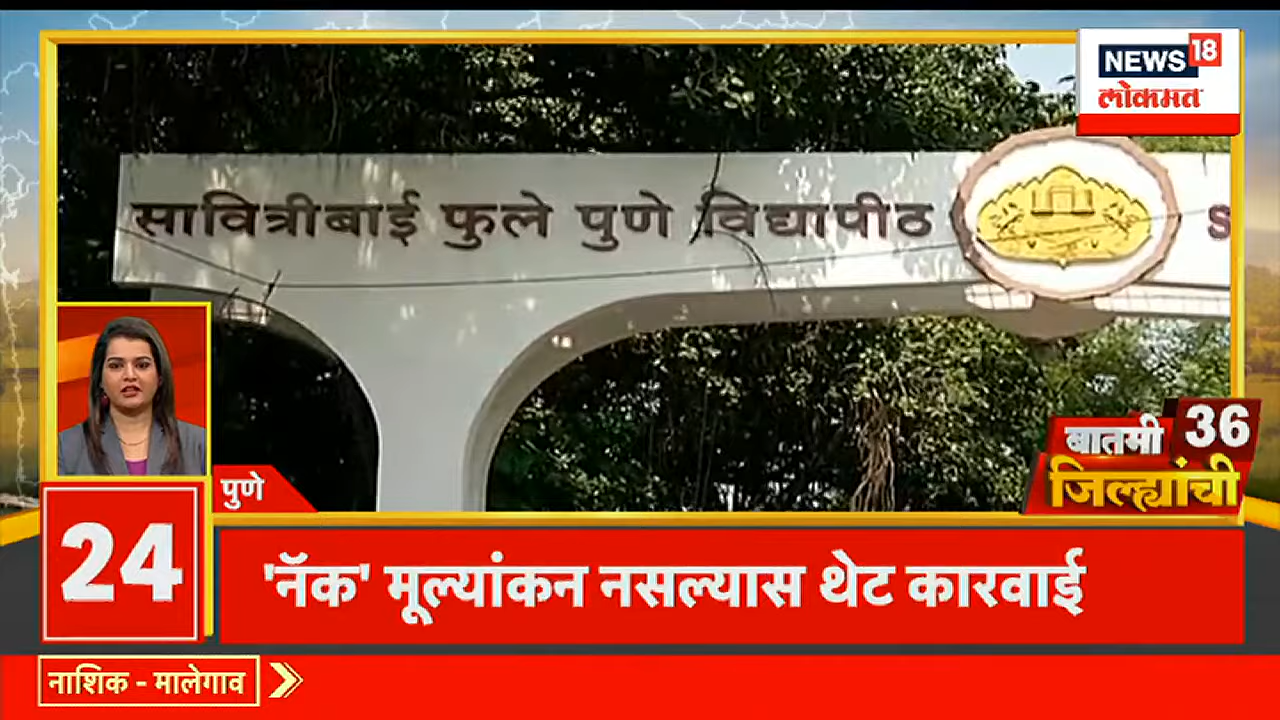 NEWS 18
लोकमत
सावित्रीबाई फुले पुणे विद्यापीठ S
बातमी 36
जिल्ह्यांची
पुणे
24
'नॅक' मूल्यांकन नसल्यास थेट कारवाई
नाशिक - मालेगाव